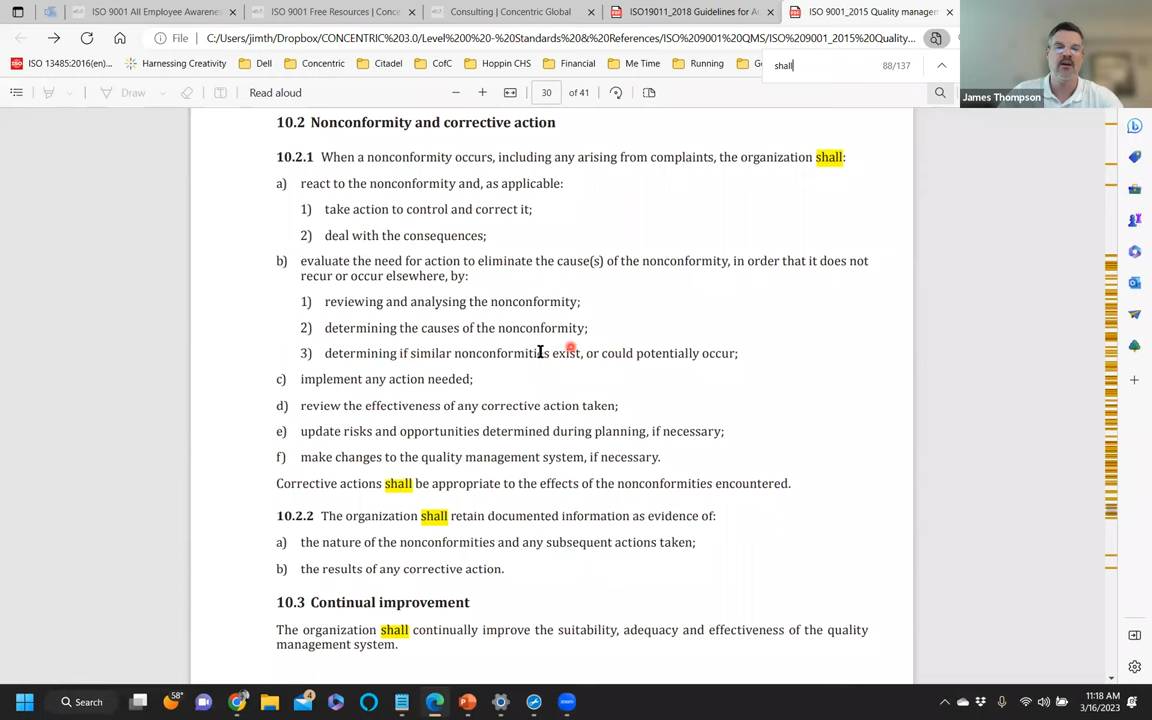 ISO 9001 All Employee Awarene
ISO 9001 Free Resources | Conce
Consulting | Concentric Global
ISO19011_2018 Guidelines for Au
ISO 9001_2015 Quality managem
File
C:/Users/jimth/Dropbox/CONCENTRIC%203.0/Level%200%20-%20Standards%20&%20References/ISO%209001%20QMS/ISO%209001_2015%20Quality...
ISO 13485:2016(en)...
Harnessing Creativity
Dell
Concentric
Citadel
CofC
Hoppin CHS
Financial
Me Time
Running
shall
88/137
James Thompson
Draw
Read aloud
30
of 41
10.2 Nonconformity and corrective action
10.2.1 When a nonconformity occurs, including any arising from complaints, the organization shall:
a) react to the nonconformity and, as applicable:
1) take action to control and correct it;
2) deal with the consequences;
b) evaluate the need for action to eliminate the cause(s) of the nonconformity, in order that it does not
recur or occur elsewhere, by:
1) reviewing and analysing the nonconformity;
2) determining the causes of the nonconformity;
3) determining if similar nonconformities exist, or could potentially occur;
c) implement any action needed;
d) review the effectiveness of any corrective action taken;
e) update risks and opportunities determined during planning, if necessary;
f) make changes to the quality management system, if necessary.
Corrective actions shall be appropriate to the effects of the nonconformities encountered.
10.2.2 The organization shall retain documented information as evidence of:
a) the nature of the nonconformities and any subsequent actions taken;
b) the results of any corrective action.
10.3 Continual improvement
The organization shall continually improve the suitability, adequacy and effectiveness of the quality
management system.
Search
58°
4
11:18 AM
3/16/2023